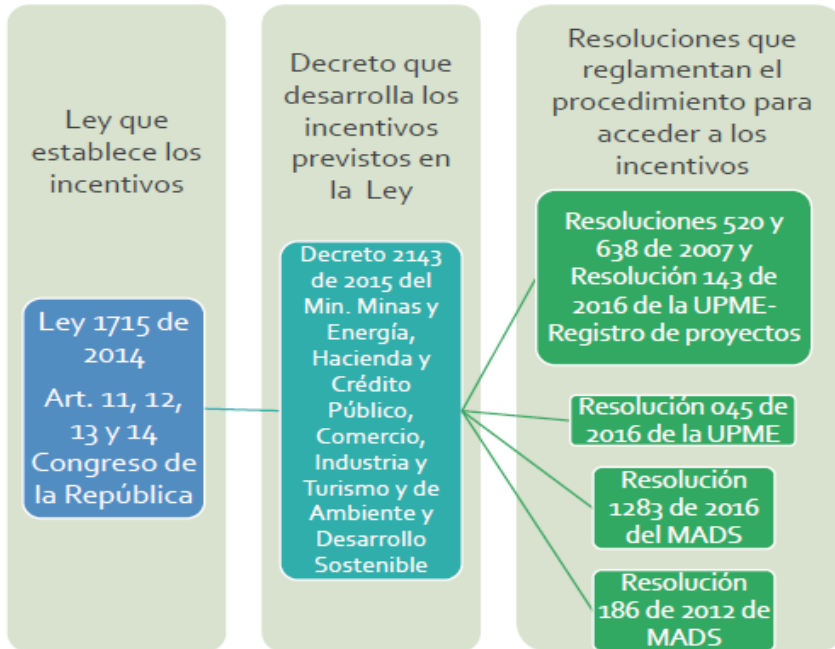 Ley que
establece los
incentivos
Ley 1715 de
2014
Art. 11, 12,
13 y 14
Congreso de
la República
Decreto que
desarrolla los
incentivos
previstos en
la Ley
Decreto 2143
de 2015 del
Min. Minas y
Energía,
Hacienda y
Crédito
Público,
Comercio,
Industria y
Turismo y de
Ambiente y
Desarrollo
Sostenible
Resoluciones que
reglamentan el
procedimiento para
acceder a los
incentivos
Resoluciones 520 y
638 de 2007 y
Resolución 143 de
2016 de la UPME-
Registro de proyectos
Resolución 045 de
2016 de la UPME
Resolución
1283 de 2016
del MADS
Resolución
186 de 2012 de
MADS